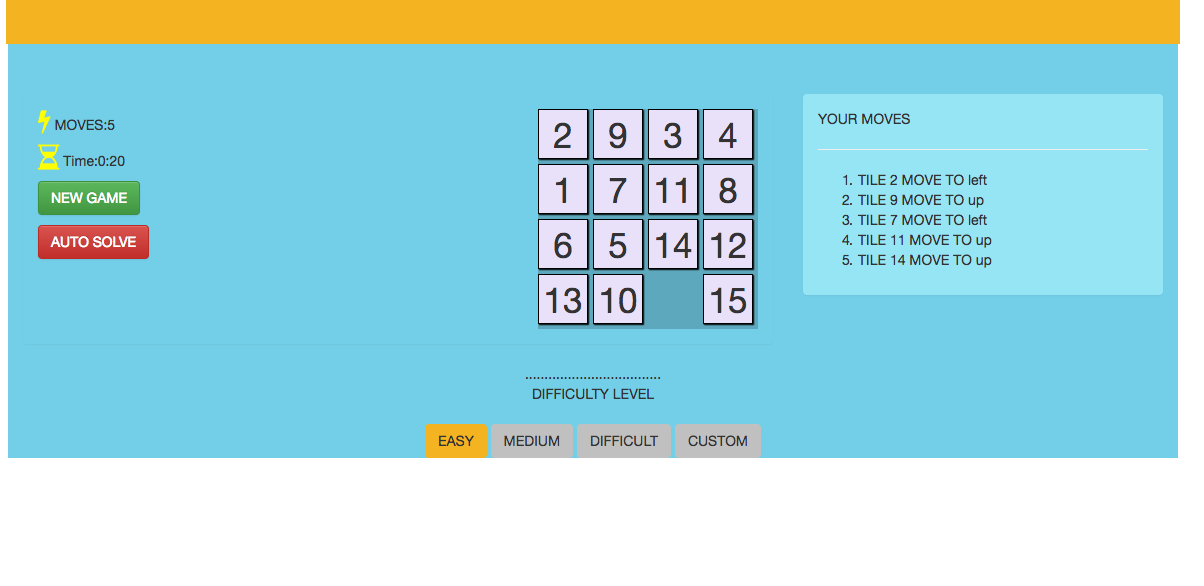 MOVES:5
Time:0:20
NEW GAME
AUTO SOLVE
2 9 3 4
1 7 11 8
6 5 14 12
13 10 15
YOUR MOVES
1. TILE 2 MOVE TO left
2. TILE 9 MOVE TO up
3. TILE 7 MOVE TO left
4. TILE 11 MOVE TO up
5. TILE 14 MOVE TO up
...................................
DIFFICULTY LEVEL
EASY MEDIUM DIFFICULT CUSTOM